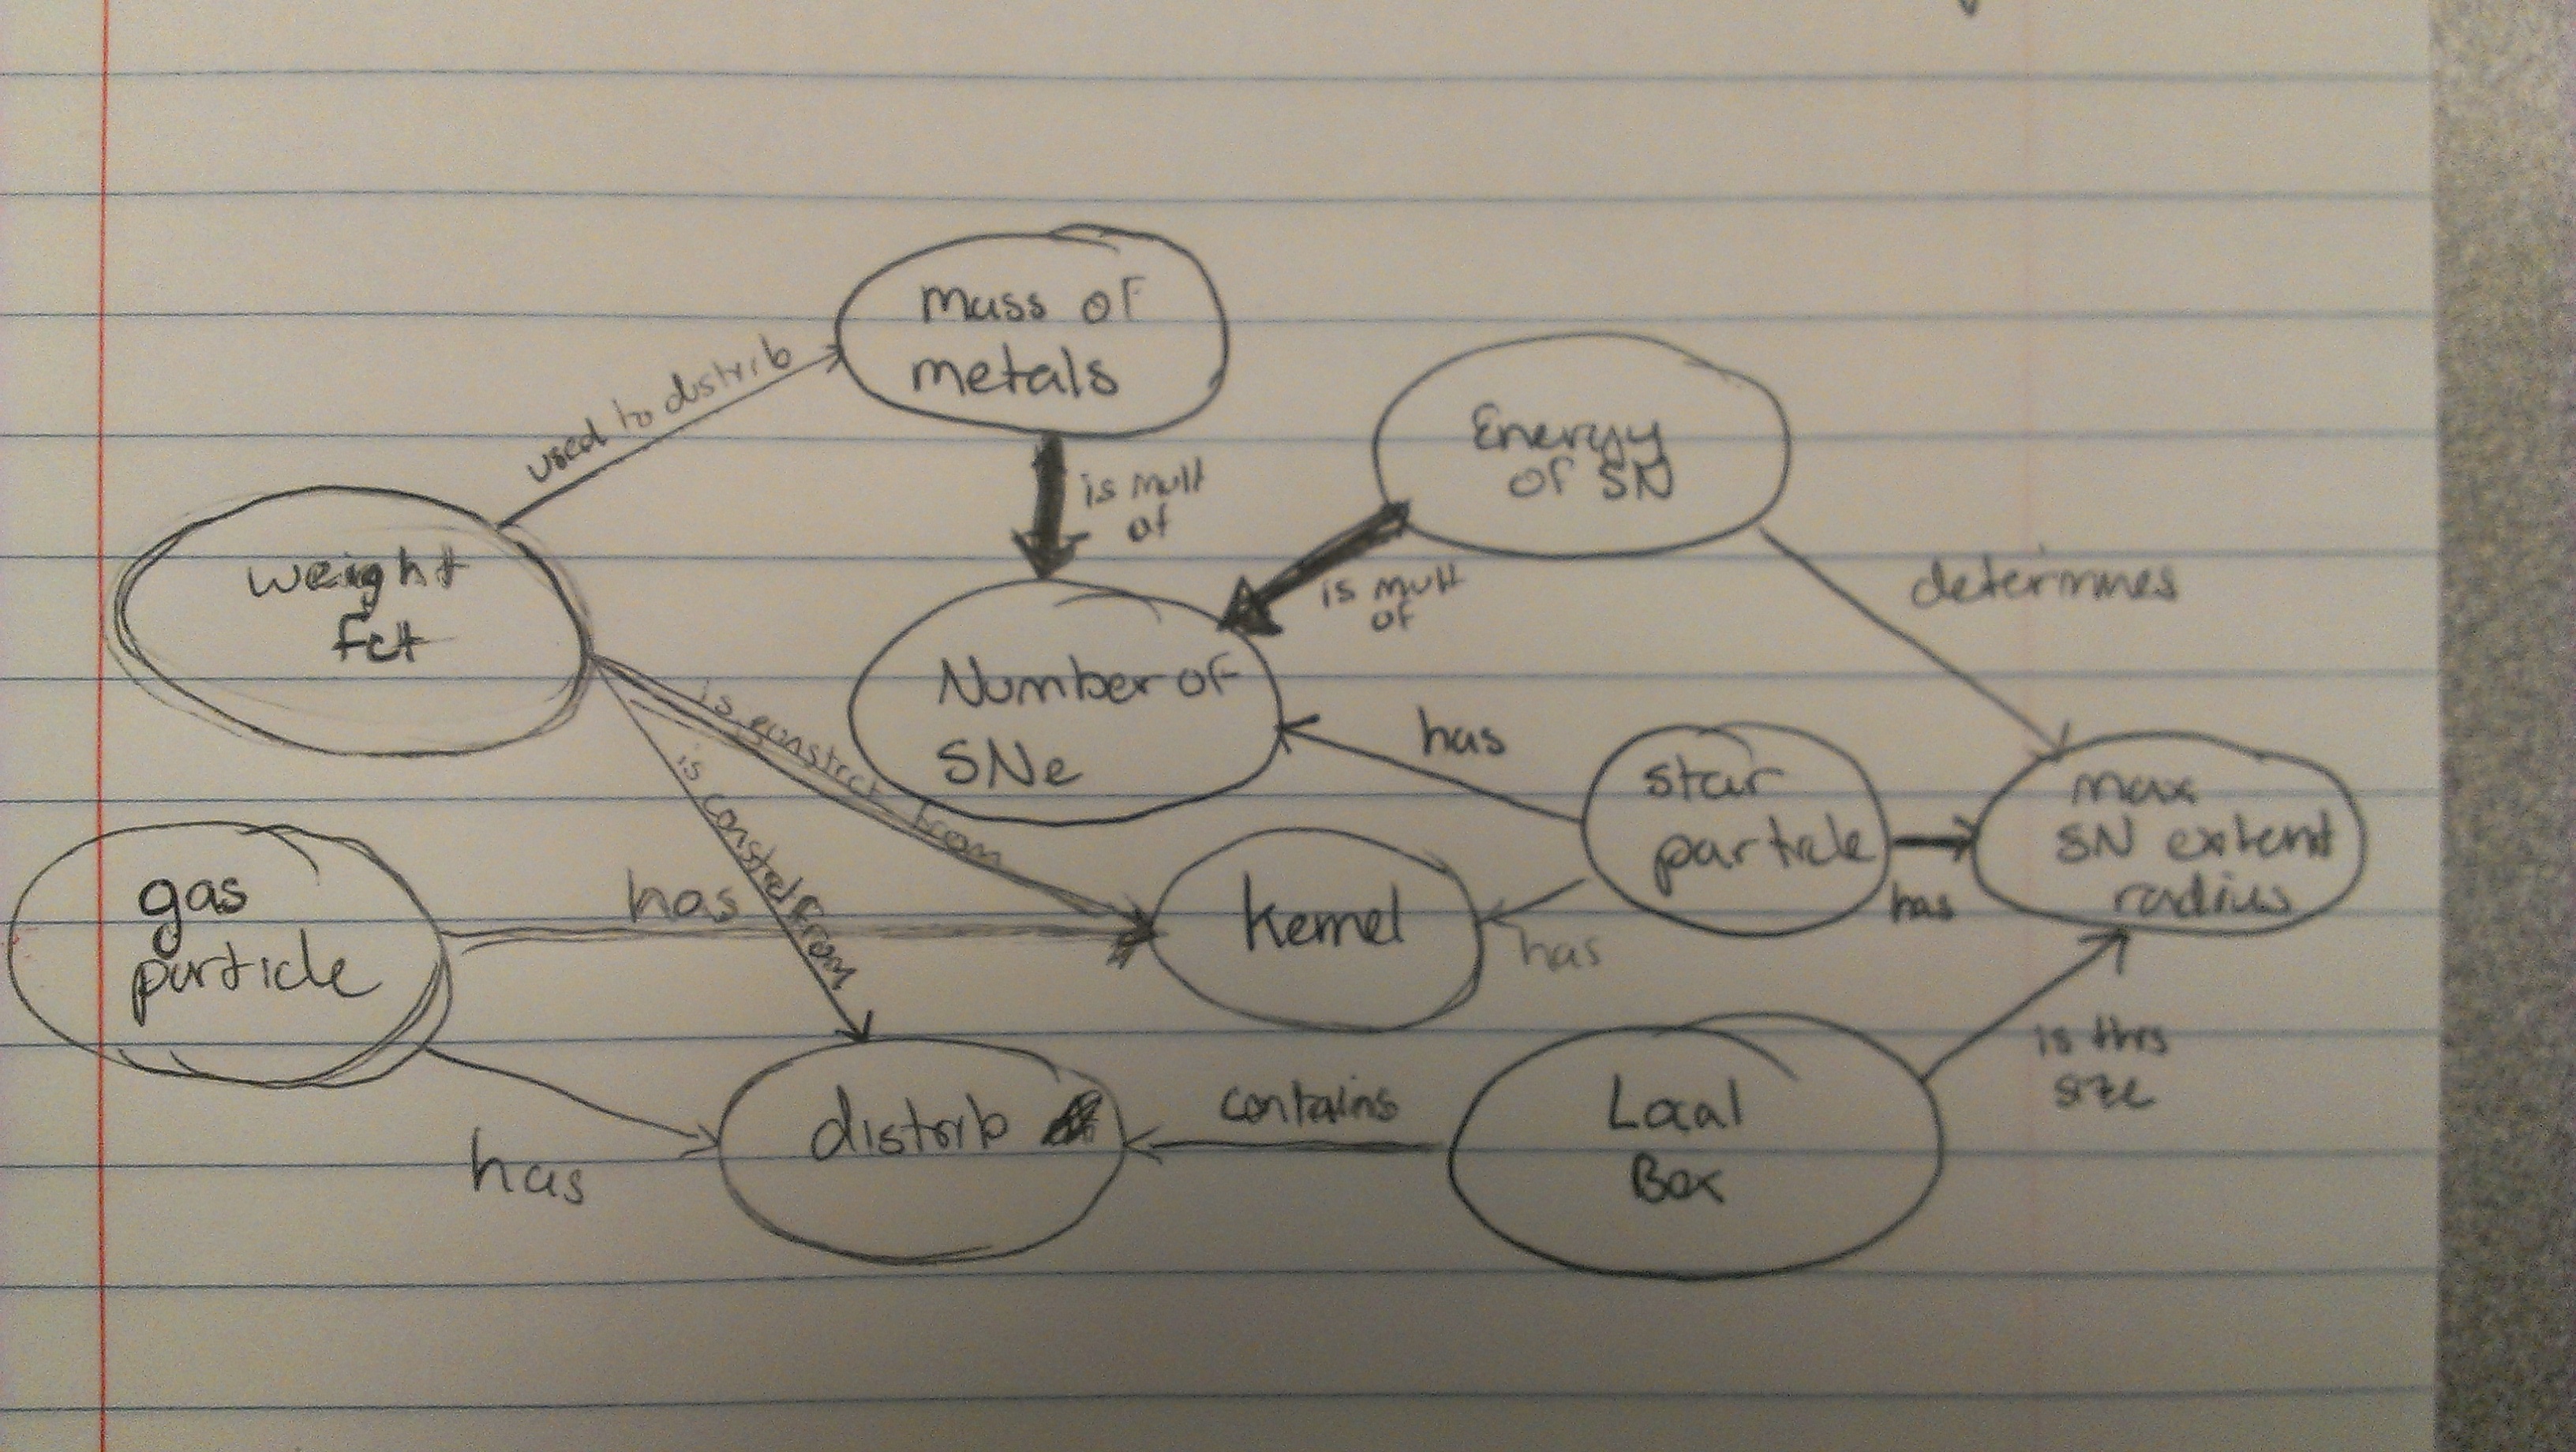 mass of
metals
used to distrib
Energy
of SN
is mult
of
is mult
of
weight
fct
determines
Number of
SNe
is constrct from
is constrctd from
has
star
particle
max
SN extent
radius
has
gas
particle
has
kernel
has
is this
size
distrib
contains
Local
Box
has